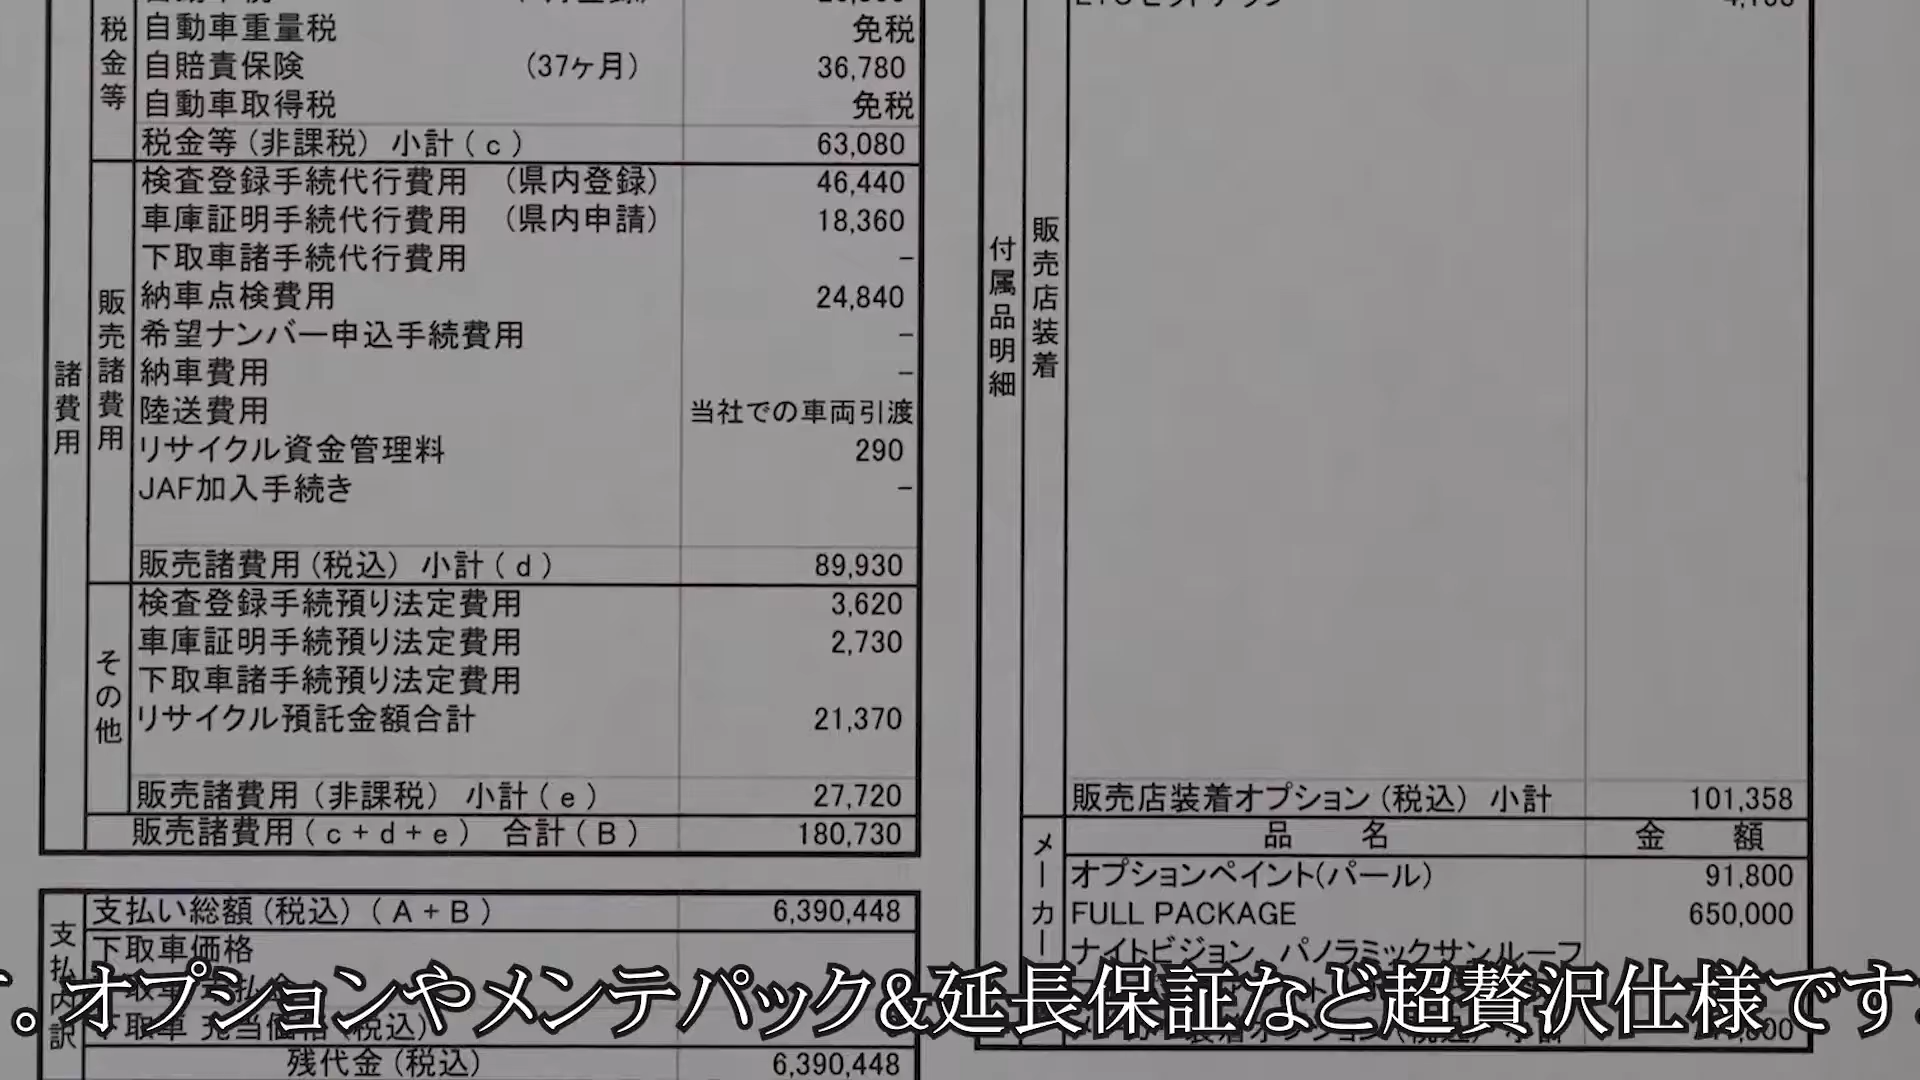 諸費用
税金等
自動車重量税 免税
自賠責保険 (37ヶ月) 36,780
自動車取得税 免税
税金等(非課税) 小計(c) 63,080
販売諸費用
検査登録手続代行費用 (県内登録) 46,440
車庫証明手続代行費用 (県内申請) 18,360
下取車諸手続代行費用 -
納車点検費用 24,840
希望ナンバー申込手続費用 -
納車費用 -
陸送費用 当社での車両引渡
リサイクル資金管理料 290
JAF加入手続き -
販売諸費用(税込) 小計(d) 89,930
その他
検査登録手続預り法定費用 3,620
車庫証明手続預り法定費用 2,730
下取車諸手続預り法定費用
リサイクル預託金額合計 21,370
販売諸費用(非課税) 小計(e) 27,720
販売諸費用(c+d+e) 合計(B) 180,730
支払内訳
支払い総額(税込)(A+B) 6,390,448
下取車価格
残代金(税込) 6,390,448
付属品明細
販売店装着
販売店装着オプション(税込) 小計 101,358
メーカー
品名 金額
オプションペイント(パール) 91,800
FULL PACKAGE 650,000
ナイトビジョン、パノラミックサンルーフ
。オプションやメンテパック&延長保証など超贅沢仕様です